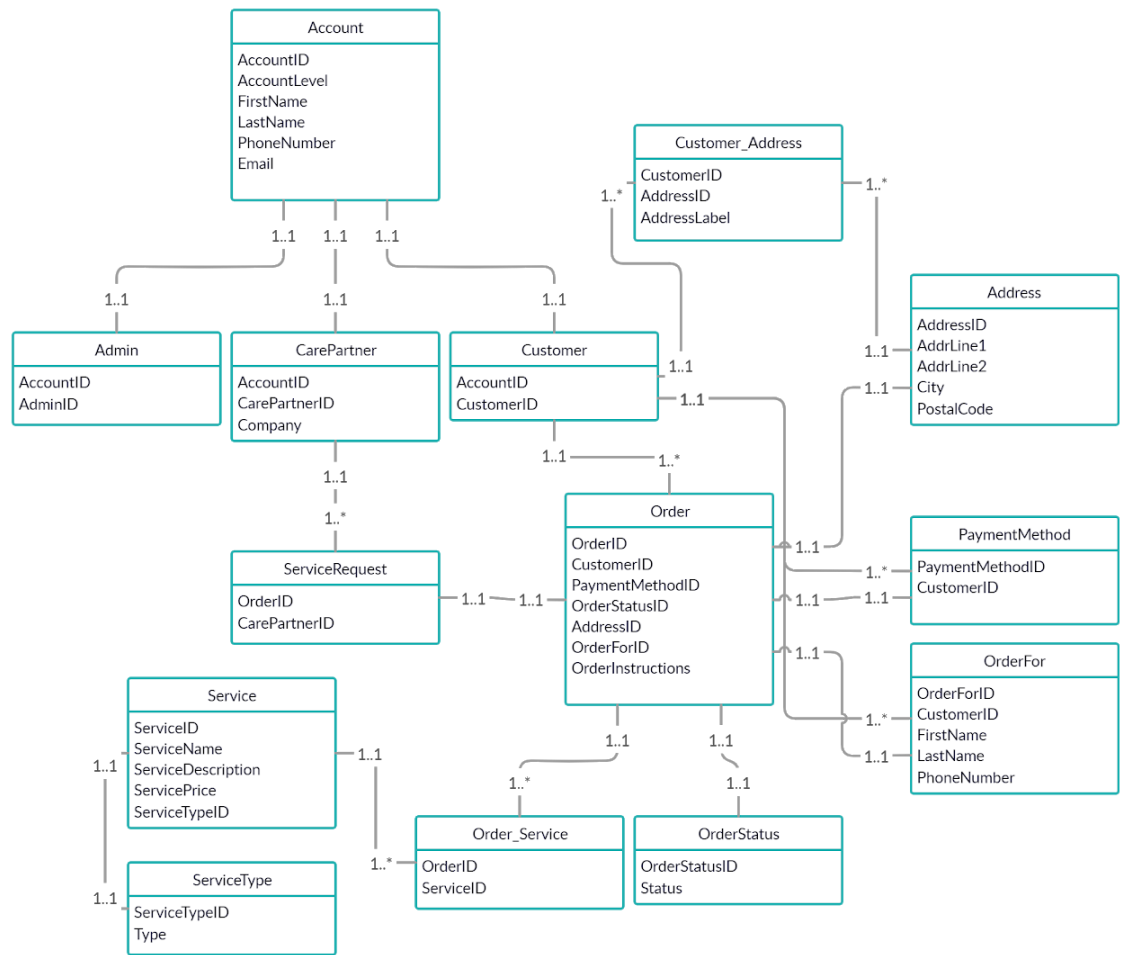 Account
AccountID
AccountLevel
FirstName
LastName
PhoneNumber
Email
Customer_Address
CustomerID
AddressID
AddressLabel
1..*
1..*
1..1
1..1
1..1
Address
AddressID
AddrLine1
AddrLine2
City
PostalCode
1..1
1..1
1..1
1..1
1..1
1..1
1..1
1..1
Admin
AccountID
AdminID
CarePartner
AccountID
CarePartnerID
Company
Customer
AccountID
CustomerID
1..1
1..*
1..1
1..*
Order
OrderID
CustomerID
PaymentMethodID
OrderStatusID
AddressID
OrderForID
OrderInstructions
1..1
1..*
1..1
1..1
1..1
1..*
1..1
PaymentMethod
PaymentMethodID
CustomerID
ServiceRequest
OrderID
CarePartnerID
1..1
1..1
OrderFor
OrderForID
CustomerID
FirstName
LastName
PhoneNumber
Service
ServiceID
ServiceName
ServiceDescription
ServicePrice
ServiceTypeID
1..1
1..1
1..1
1..1
1..*
1..1
1..*
1..1
Order_Service
OrderID
ServiceID
OrderStatus
OrderStatusID
Status
ServiceType
ServiceTypeID
Type